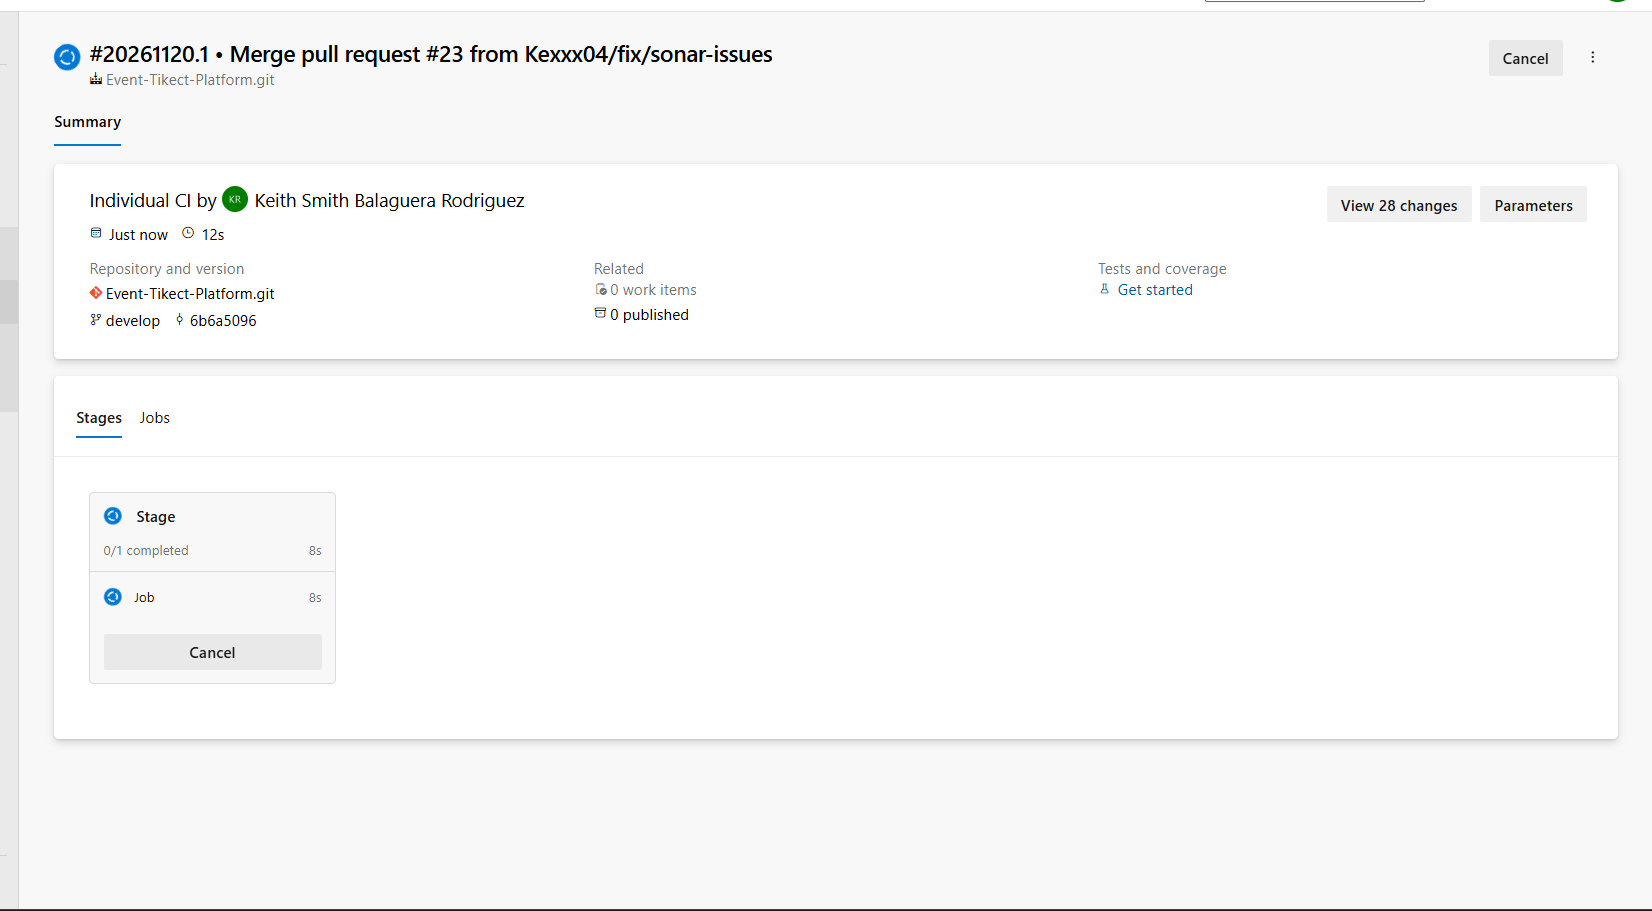 #20261120.1 • Merge pull request #23 from Kexxx04/fix/sonar-issues
Cancel
Event-Tikect-Platform.git
Summary
Individual CI by KR Keith Smith Balaguera Rodriguez
View 28 changes
Parameters
Just now 12s
Repository and version
Event-Tikect-Platform.git
develop 6b6a5096
Related
0 work items
0 published
Tests and coverage
Get started
Stages Jobs
Stage
0/1 completed 8s
Job 8s
Cancel